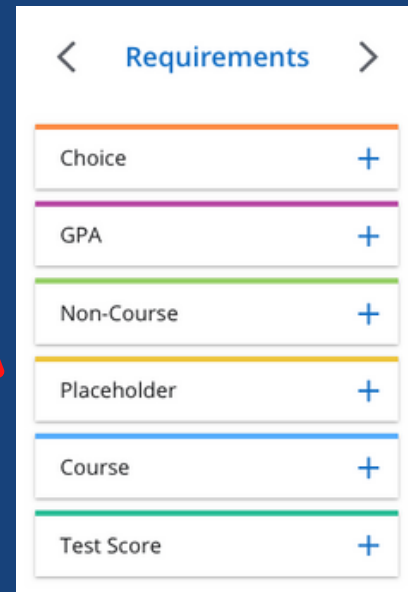 Requirements
Choice
GPA
Non-Course
Placeholder
Course
Test Score